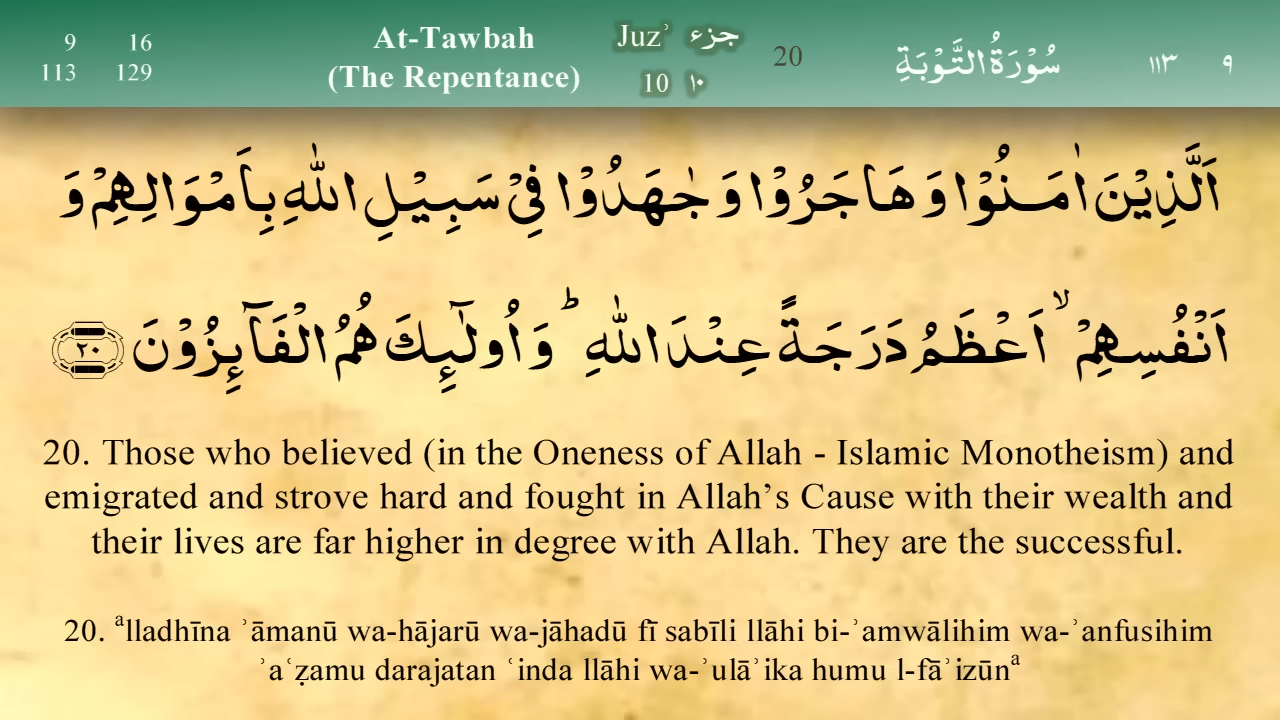 9 16
113 129
At-Tawbah
(The Repentance)
Juzʾ جزء
10 ١٠
20
سُوْرَةُ التَّوْبَةِ
١١٣ ٩
اَلَّذِيْنَ اٰمَنُوْا وَ هَاجَرُوْا وَ جٰهَدُوْا فِيْ سَبِيْلِ اللّٰهِ بِاَمْوَالِهِمْ وَ
اَنْفُسِهِمْ ۙ اَعْظَمُ دَرَجَةً عِنْدَ اللّٰهِ ؕ وَ اُولٰٓىِٕكَ هُمُ الْفَآىِٕزُوْنَ ٢٠
20. Those who believed (in the Oneness of Allah - Islamic Monotheism) and
emigrated and strove hard and fought in Allah’s Cause with their wealth and
their lives are far higher in degree with Allah. They are the successful.
20. ᵃlladhīna ʾāmanū wa-hājarū wa-jāhadū fī sabīli llāhi bi-ʾamwālihim wa-ʾanfusihim
ʾaʿẓamu darajatan ʿinda llāhi wa-ʾulāʾika humu l-fāʾizūnᵃ